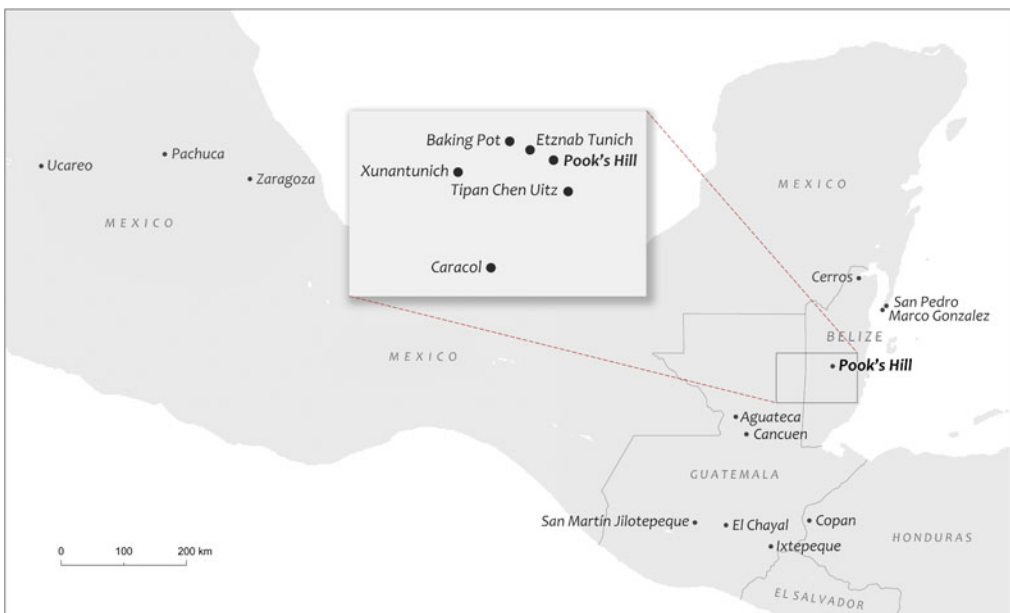 Baking Pot
Etznab Tunich
Pook's Hill
Xunantunich
Tipan Chen Uitz
Caracol
Pachuca
Ucareo
Zaragoza
MEXICO
MEXICO
MEXICO
Cerros
San Pedro
Marco Gonzalez
BELIZE
Pook's Hill
Aguateca
Cancuen
GUATEMALA
San Martín Jilotepeque
El Chayal
Copan
Ixtepeque
HONDURAS
EL SALVADOR
0 100 200 km